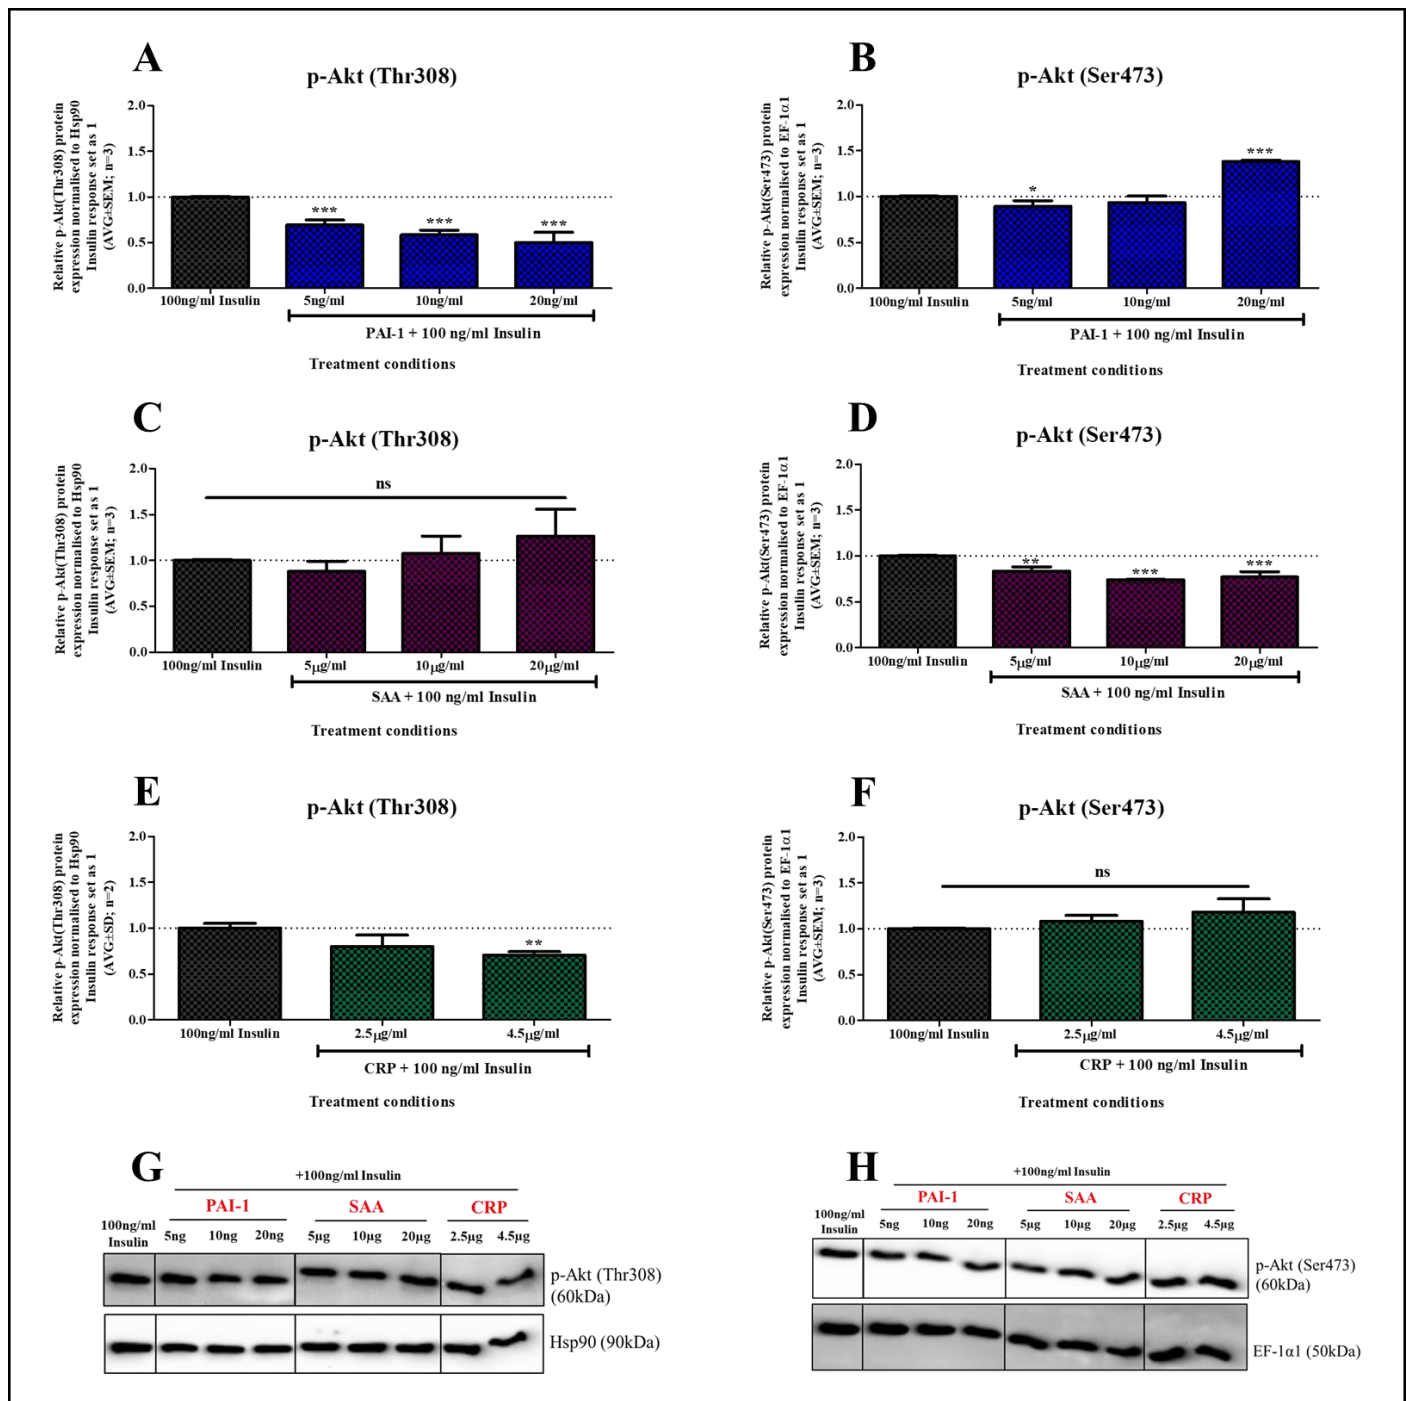 A
p-Akt (Thr308)
Relative p-Akt(Thr308) protein
expression normalised to Hsp90
Insulin response set as 1
(AVG±SEM; n=3)
2.0
1.5
1.0
0.5
0.0
***
***
***
100ng/ml Insulin
5ng/ml
10ng/ml
20ng/ml
PAI-1 + 100 ng/ml Insulin
Treatment conditions
B
p-Akt (Ser473)
Relative p-Akt(Ser473) protein
expression normalised to EF-1α1
Insulin response set as 1
(AVG±SEM; n=3)
2.0
1.5
1.0
0.5
0.0
*
***
100ng/ml Insulin
5ng/ml
10ng/ml
20ng/ml
PAI-1 + 100 ng/ml Insulin
Treatment conditions
C
p-Akt (Thr308)
Relative p-Akt(Thr308) protein
expression normalised to Hsp90
Insulin response set as 1
(AVG±SEM; n=3)
2.0
1.5
1.0
0.5
0.0
ns
100ng/ml Insulin
5µg/ml
10µg/ml
20µg/ml
SAA + 100 ng/ml Insulin
Treatment conditions
D
p-Akt (Ser473)
Relative p-Akt(Ser473) protein
expression normalised to EF-1α1
Insulin response set as 1
(AVG±SEM; n=3)
2.0
1.5
1.0
0.5
0.0
**
***
***
100ng/ml Insulin
5µg/ml
10µg/ml
20µg/ml
SAA + 100 ng/ml Insulin
Treatment conditions
E
p-Akt (Thr308)
Relative p-Akt(Thr308) protein
expression normalised to Hsp90
Insulin response set as 1
(AVG±SD; n=2)
2.0
1.5
1.0
0.5
0.0
**
100ng/ml Insulin
2.5µg/ml
4.5µg/ml
CRP + 100 ng/ml Insulin
Treatment conditions
F
p-Akt (Ser473)
Relative p-Akt(Ser473) protein
expression normalised to EF-1α1
Insulin response set as 1
(AVG±SEM; n=3)
2.0
1.5
1.0
0.5
0.0
ns
100ng/ml Insulin
2.5µg/ml
4.5µg/ml
CRP + 100 ng/ml Insulin
Treatment conditions
G
+100ng/ml Insulin
PAI-1 SAA CRP
100ng/ml
Insulin
5ng 10ng 20ng 5µg 10µg 20µg 2.5µg 4.5µg
p-Akt (Thr308)
(60kDa)
Hsp90 (90kDa)
H
+100ng/ml Insulin
PAI-1 SAA CRP
100ng/ml
Insulin
5ng 10ng 20ng 5µg 10µg 20µg 2.5µg 4.5µg
p-Akt (Ser473)
(60kDa)
EF-1α1 (50kDa)